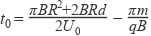 t₀ = (πBR²+2BRd)/(2U₀) − πm/(qB)